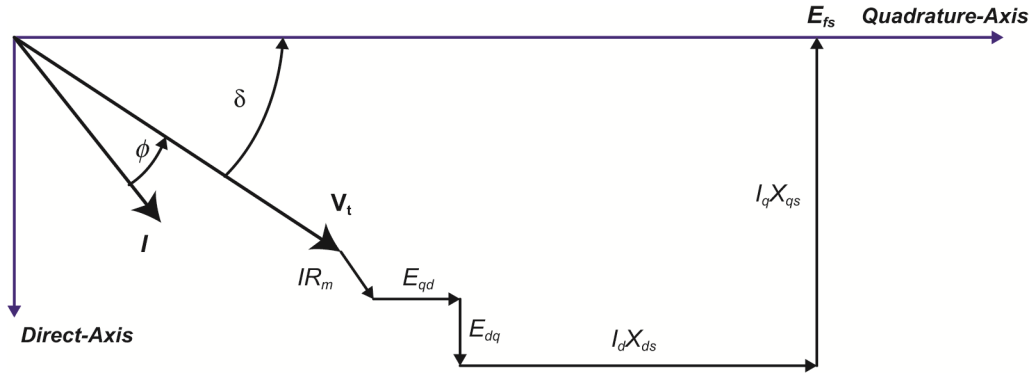 E_fs Quadrature-Axis
δ
ϕ
I_qX_qs
V_t
I
IR_m
E_qd
E_dq
I_dX_ds
Direct-Axis